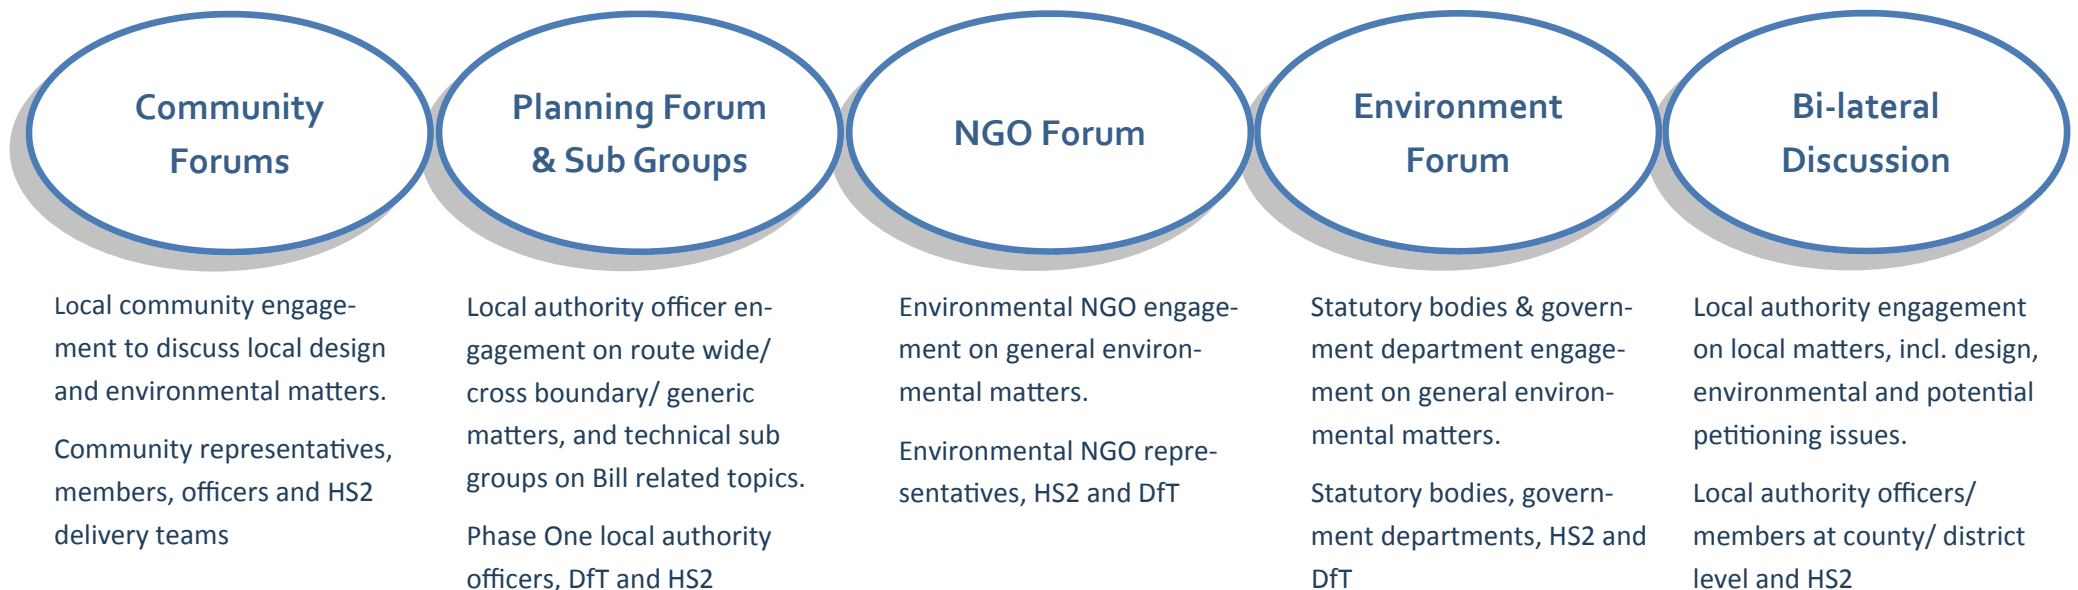 Community
Forums
Local community engage-
ment to discuss local design
and environmental matters.
Community representatives,
members, officers and HS2
delivery teams
Planning Forum
& Sub Groups
Local authority officer en-
gagement on route wide/
cross boundary/ generic
matters, and technical sub
groups on Bill related topics.
Phase One local authority
officers, DfT and HS2
NGO Forum
Environmental NGO engage-
ment on general environ-
mental matters.
Environmental NGO repre-
sentatives, HS2 and DfT
Environment
Forum
Statutory bodies & govern-
ment department engage-
ment on general environ-
mental matters.
Statutory bodies, govern-
ment departments, HS2 and
DfT
Bi-lateral
Discussion
Local authority engagement
on local matters, incl. design,
environmental and potential
petitioning issues.
Local authority officers/
members at county/ district
level and HS2